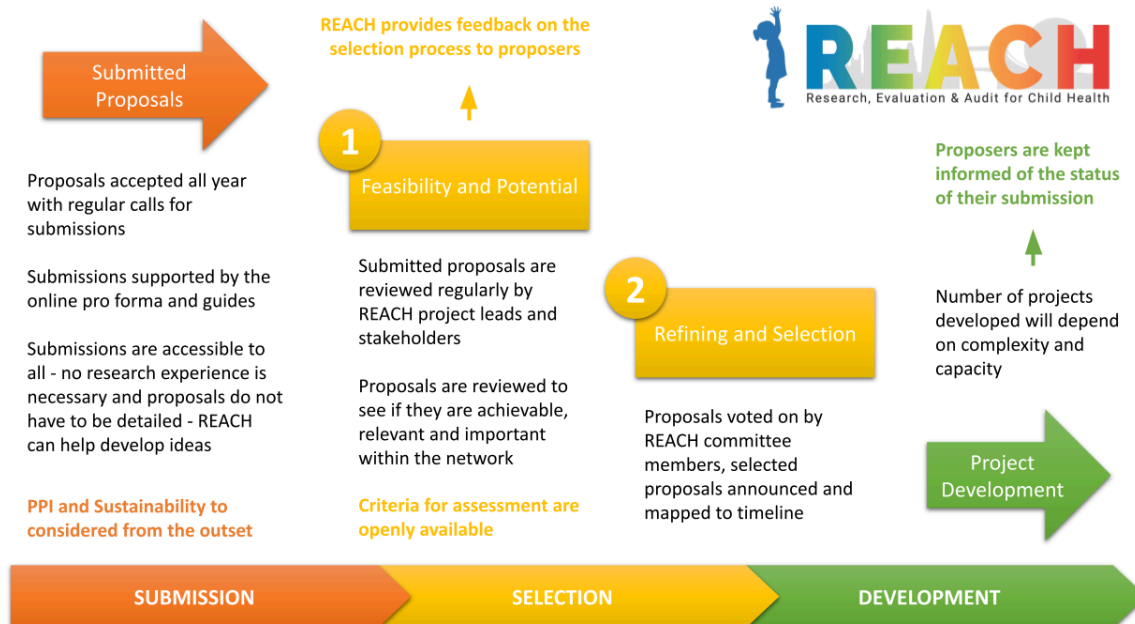 Submitted
Proposals
Proposals accepted all year
with regular calls for
submissions
Submissions supported by the
online pro forma and guides
Submissions are accessible to
all - no research experience is
necessary and proposals do not
have to be detailed - REACH
can help develop ideas
PPI and Sustainability to
considered from the outset
REACH provides feedback on the
selection process to proposers
1
Feasibility and Potential
Submitted proposals are
reviewed regularly by
REACH project leads and
stakeholders
Proposals are reviewed to
see if they are achievable,
relevant and important
within the network
Criteria for assessment are
openly available
2
Refining and Selection
Proposals voted on by
REACH committee
members, selected
proposals announced and
mapped to timeline
REACH
Research, Evaluation & Audit for Child Health
Proposers are kept
informed of the status
of their submission
Number of projects
developed will depend
on complexity and
capacity
Project
Development
SUBMISSION
SELECTION
DEVELOPMENT